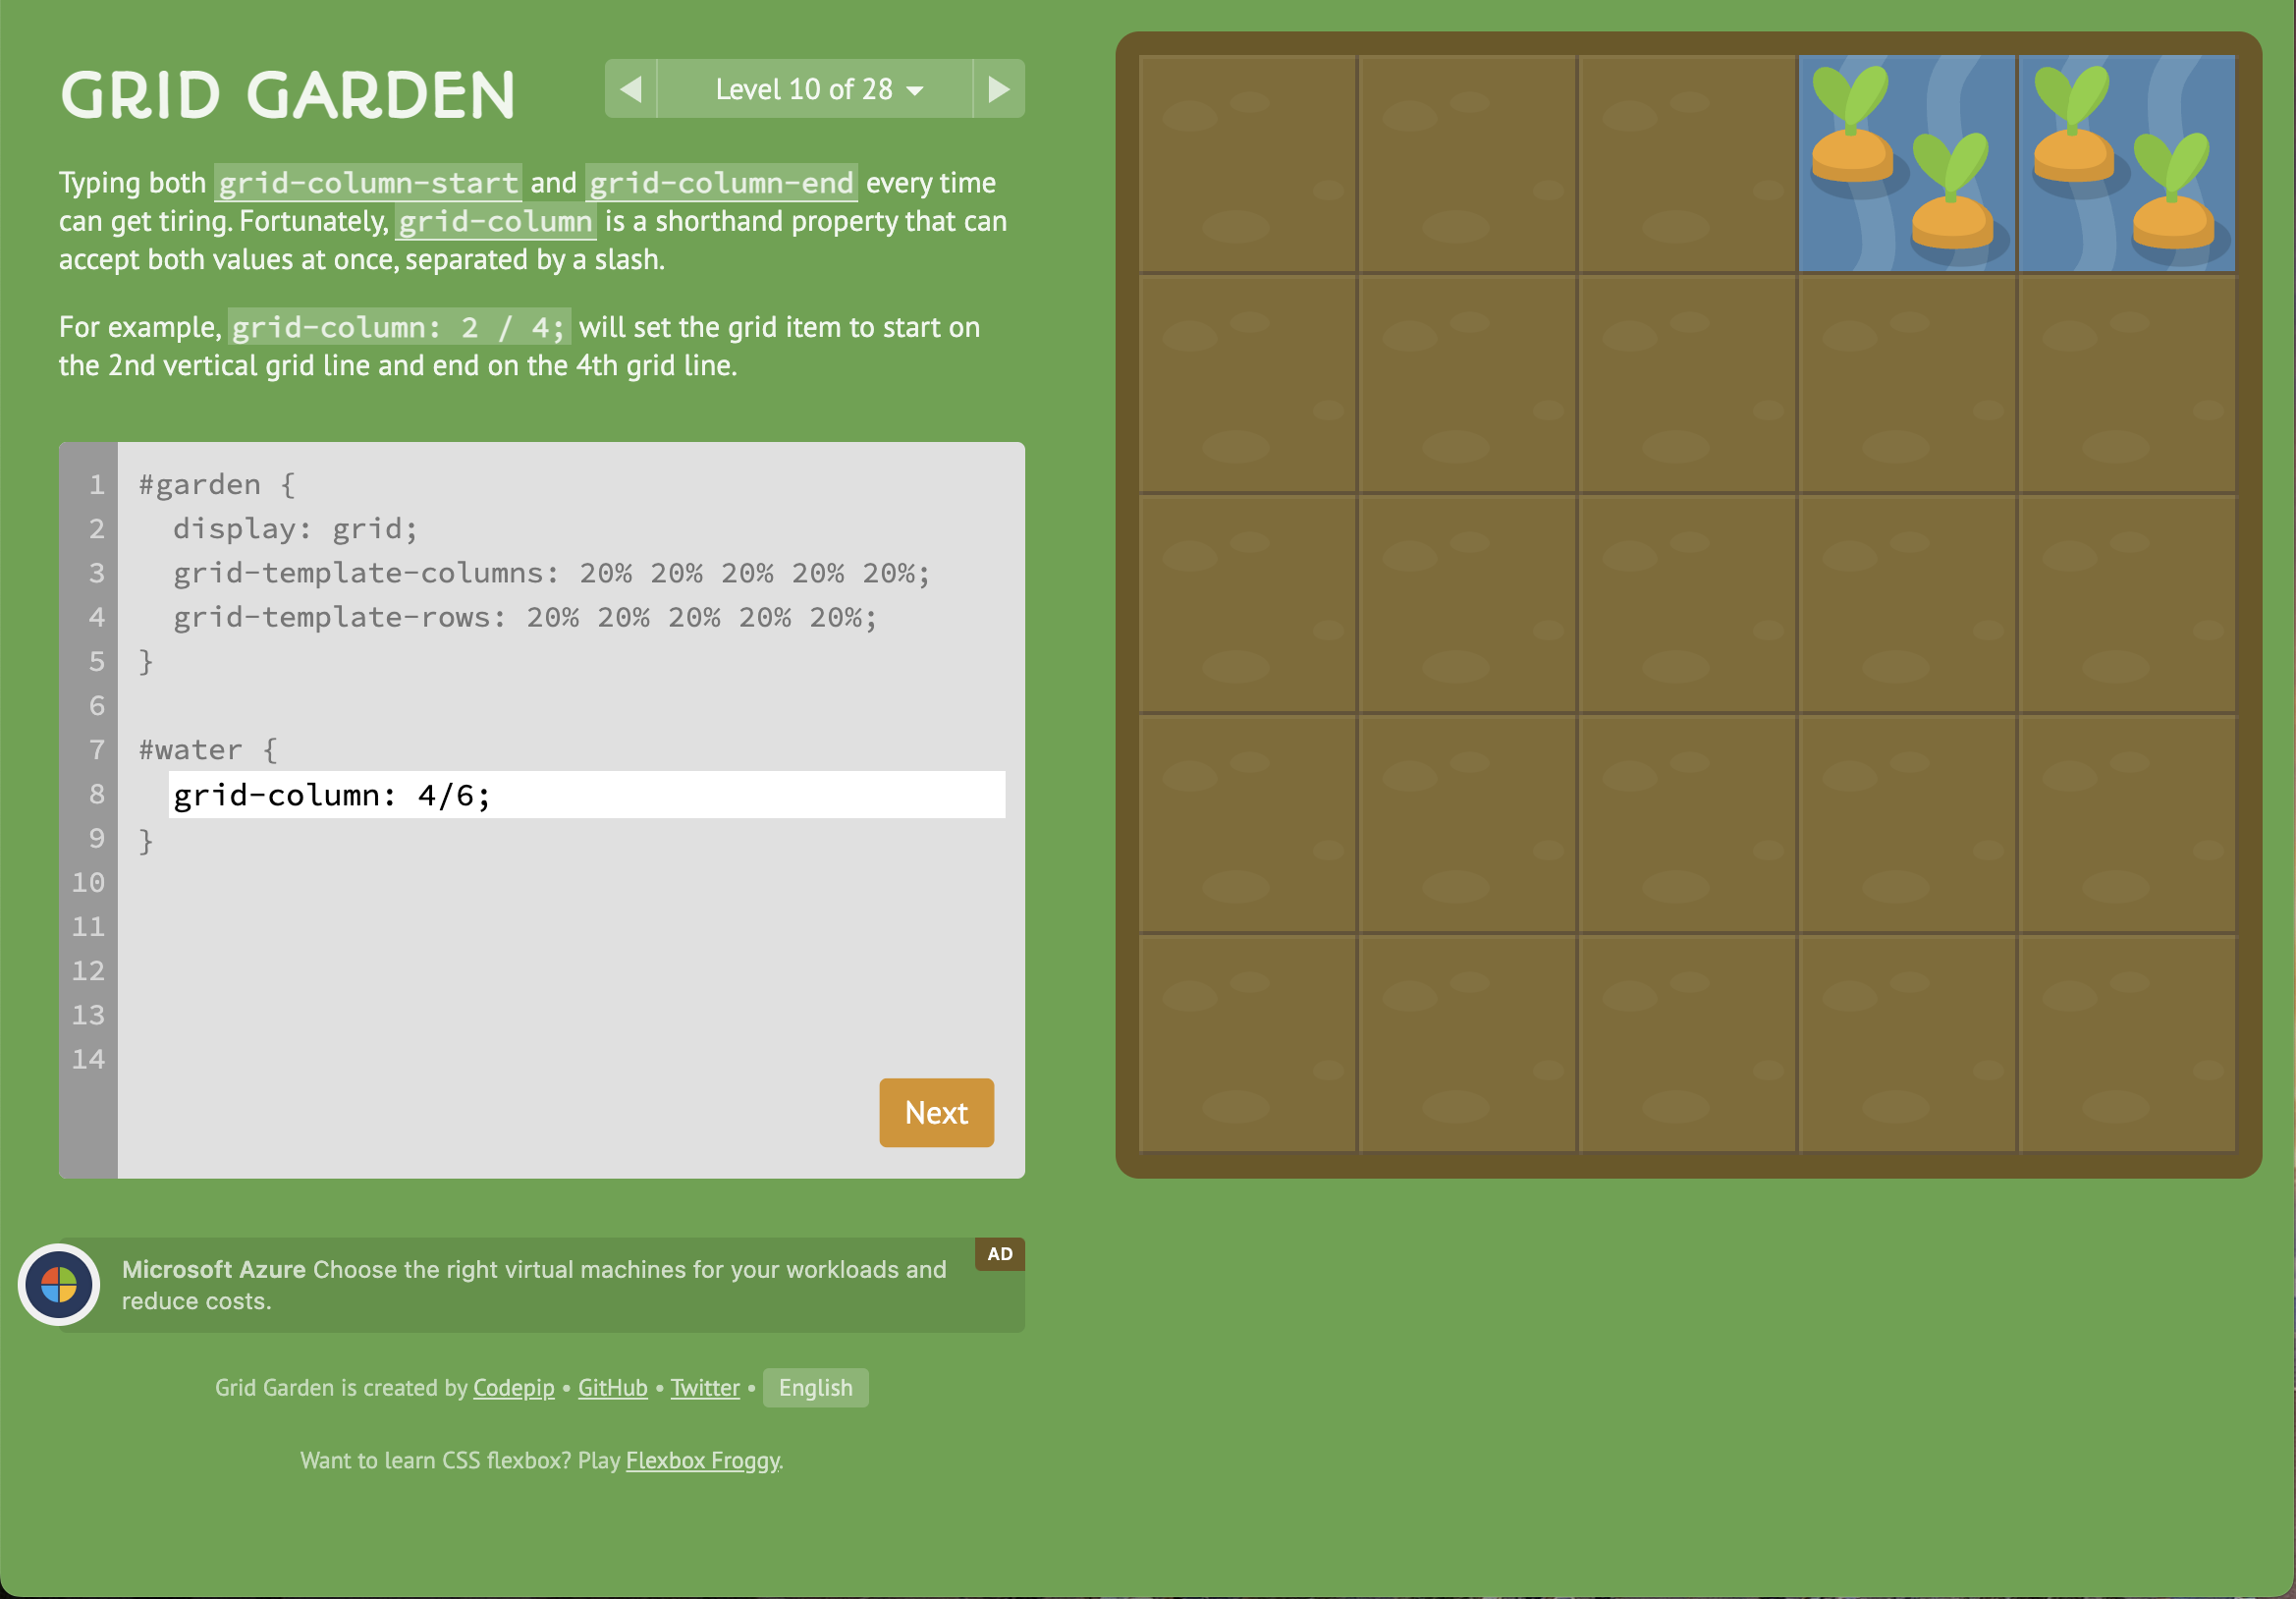 GRID GARDEN
Level 10 of 28
Typing both grid-column-start and grid-column-end every time
can get tiring. Fortunately, grid-column is a shorthand property that can
accept both values at once, separated by a slash.
For example, grid-column: 2 / 4; will set the grid item to start on
the 2nd vertical grid line and end on the 4th grid line.
1 #garden {
2 display: grid;
3 grid-template-columns: 20% 20% 20% 20% 20%;
4 grid-template-rows: 20% 20% 20% 20% 20%;
5 }
6
7 #water {
8 grid-column: 4/6;
9 }
10
11
12
13
14
Next
AD
Microsoft Azure Choose the right virtual machines for your workloads and
reduce costs.
Grid Garden is created by Codepip • GitHub • Twitter • English
Want to learn CSS flexbox? Play Flexbox Froggy.